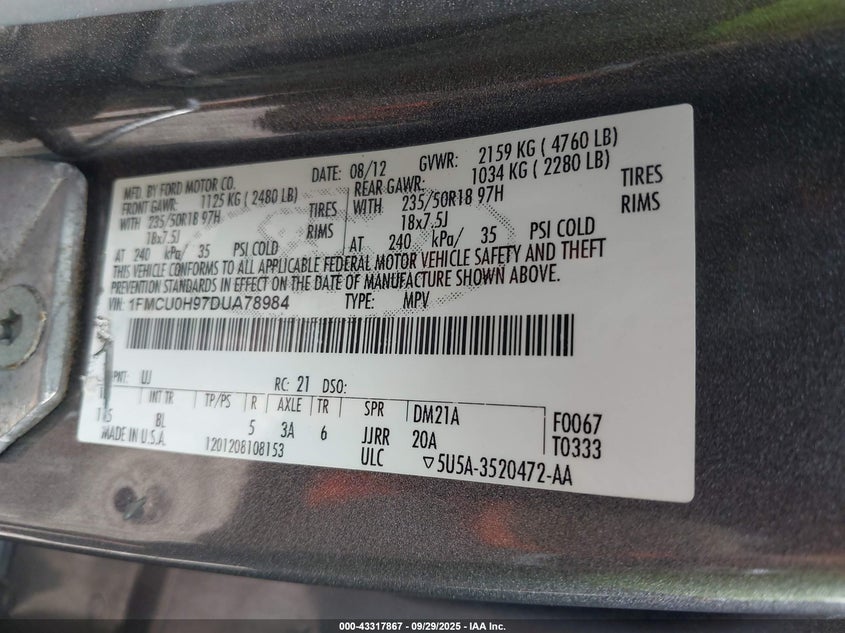 MFD. BY FORD MOTOR CO.
DATE: 08/12 GVWR: 2159 KG ( 4760 LB)
FRONT GAWR: 1125 KG ( 2480 LB)
REAR GAWR: 1034 KG ( 2280 LB)
WITH 235/50R18 97H TIRES
WITH 235/50R18 97H TIRES
18x7.5J RIMS
18x7.5J RIMS
AT 240 kPa/ 35 PSI COLD
AT 240 kPa/ 35 PSI COLD
THIS VEHICLE CONFORMS TO ALL APPLICABLE FEDERAL MOTOR VEHICLE SAFETY AND THEFT
PREVENTION STANDARDS IN EFFECT ON THE DATE OF MANUFACTURE SHOWN ABOVE.
VIN: 1FMCU0H97DUA78984 TYPE: MPV
PNT: UJ RC: 21 DSO:
INT TR TP/PS R AXLE TR SPR DM21A F0067
BL 5 3A 6 JJRR 20A T0333
MADE IN U.S.A. 1201208108153 ULC ▽5U5A-3520472-AA
000-43317867 - 09/29/2025 - IAA Inc.